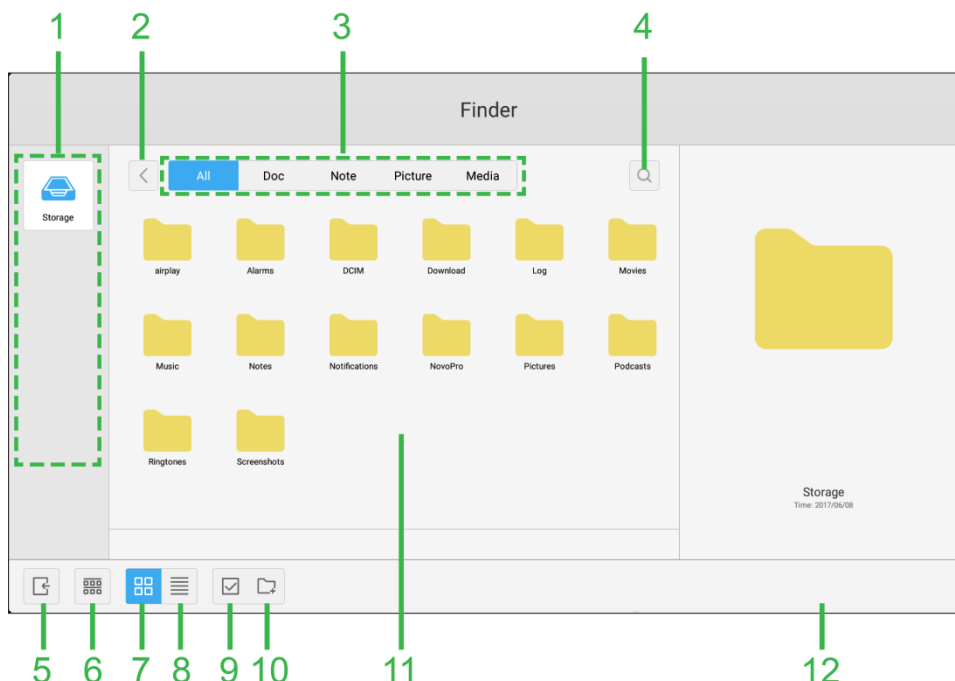 1 2 3 4
Finder
Storage
All Doc Note Picture Media
airplay Alarms DCIM Download Log Movies
Music Notes Notifications NovoPro Pictures Podcasts
Ringtones Screenshots
Storage
Time: 2017/06/08
5 6 7 8 9 10 11 12